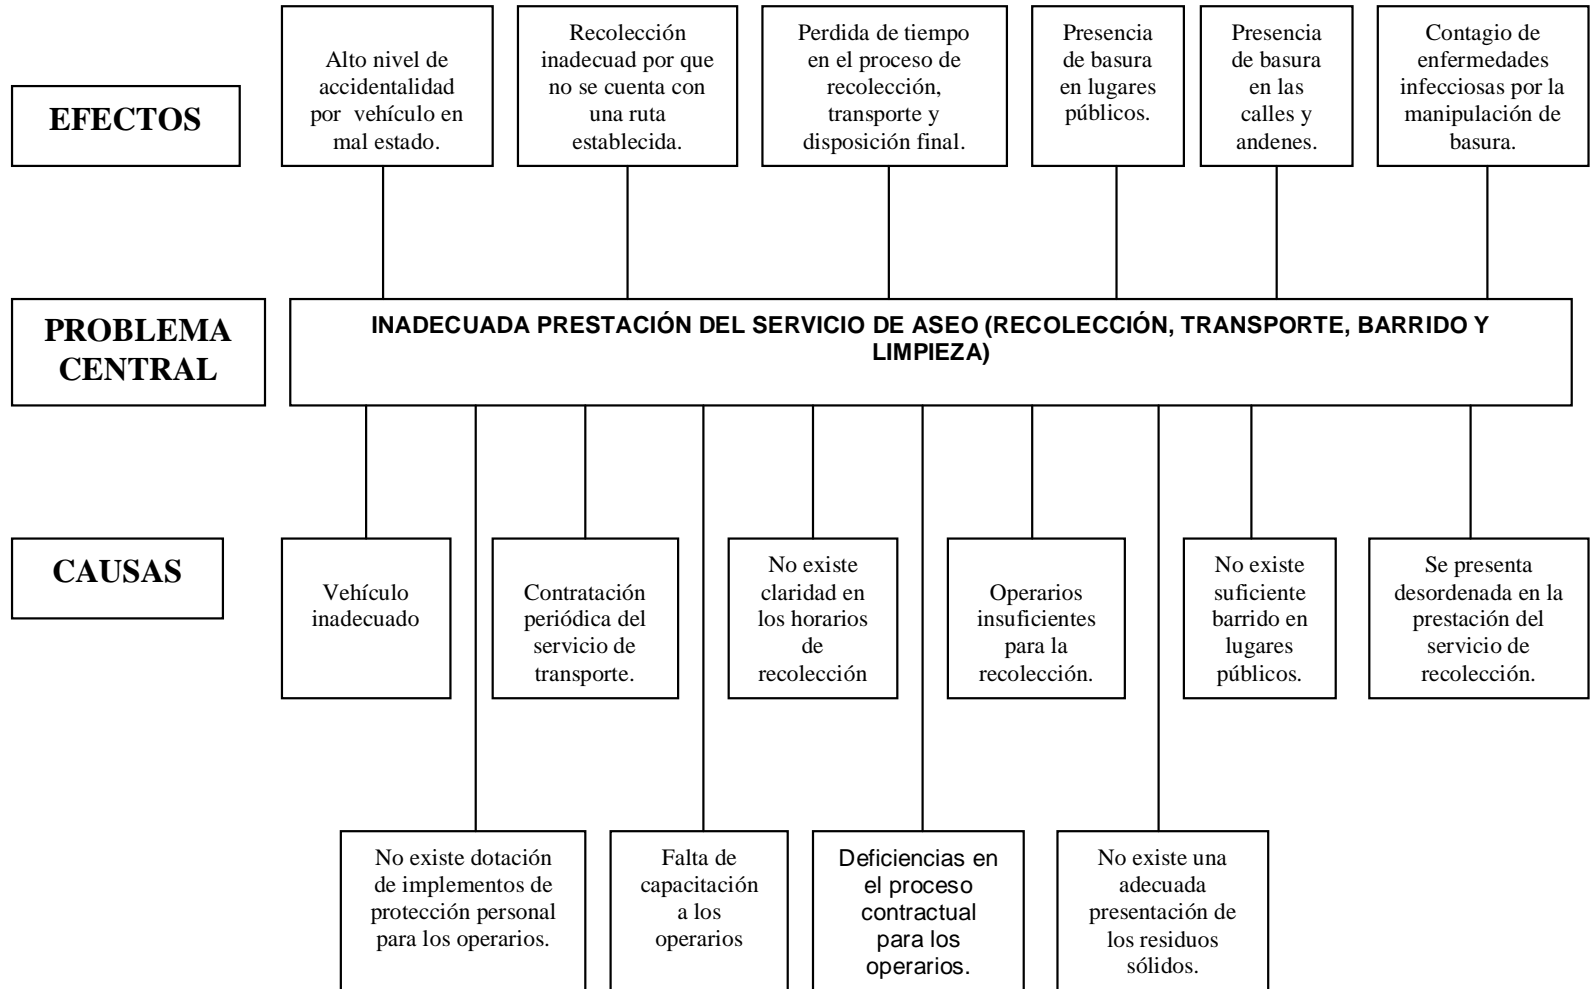 EFECTOS
Alto nivel de
accidentalidad
por vehículo en
mal estado.
Recolección
inadecuad por que
no se cuenta con
una ruta
establecida.
Perdida de tiempo
en el proceso de
recolección,
transporte y
disposición final.
Presencia
de basura
en lugares
públicos.
Presencia
de basura
en las
calles y
andenes.
Contagio de
enfermedades
infecciosas por la
manipulación de
basura.
PROBLEMA
CENTRAL
INADECUADA PRESTACIÓN DEL SERVICIO DE ASEO (RECOLECCIÓN, TRANSPORTE, BARRIDO Y
LIMPIEZA)
CAUSAS
Vehículo
inadecuado
Contratación
periódica del
servicio de
transporte.
No existe
claridad en
los horarios
de
recolección
Operarios
insuficientes
para la
recolección.
No existe
suficiente
barrido en
lugares
públicos.
Se presenta
desordenada en la
prestación del
servicio de
recolección.
No existe dotación
de implementos de
protección personal
para los operarios.
Falta de
capacitación
a los
operarios
Deficiencias en
el proceso
contractual
para los
operarios.
No existe una
adecuada
presentación de
los residuos
sólidos.